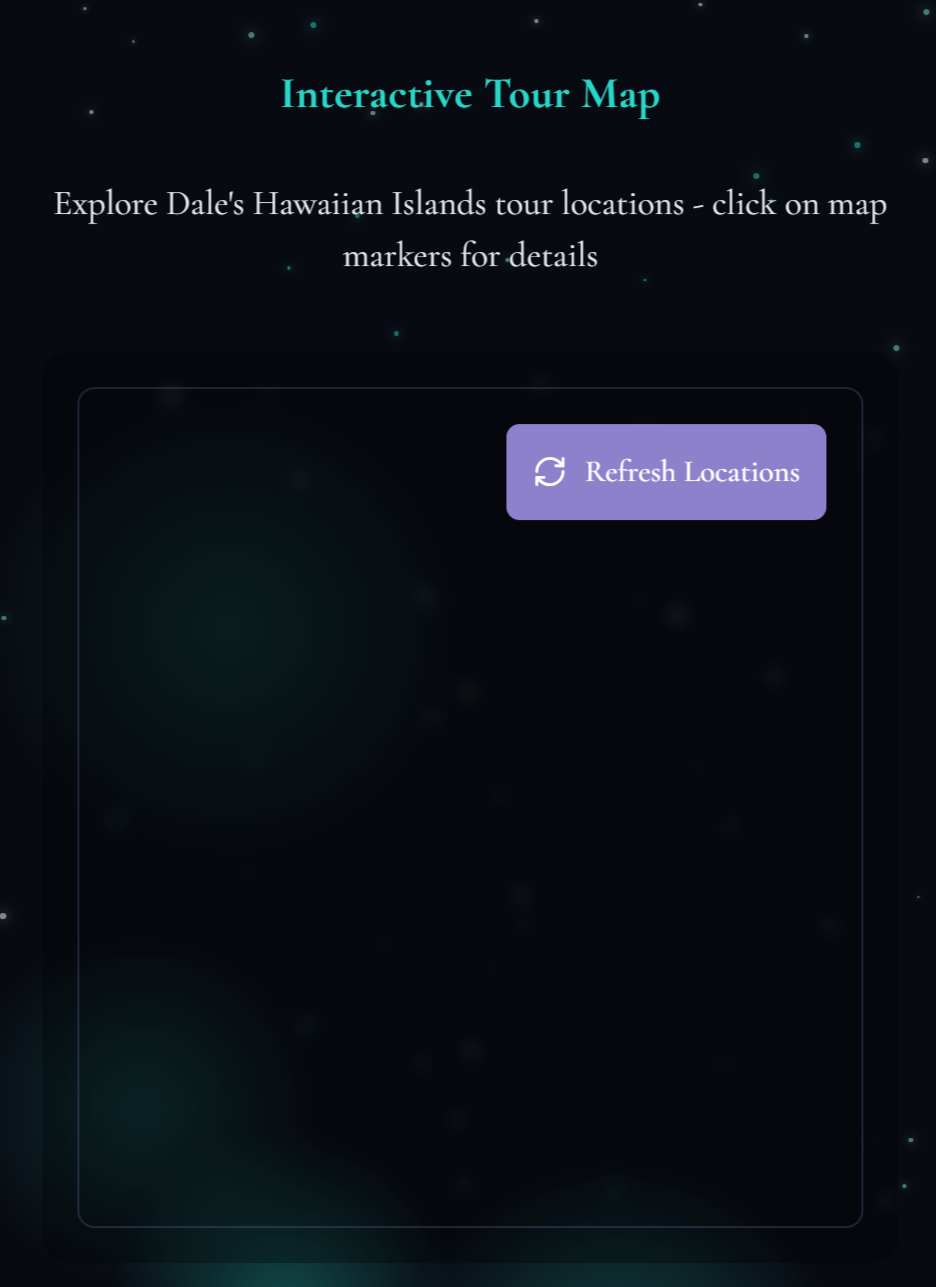 Interactive Tour Map
Explore Dale's Hawaiian Islands tour locations - click on map
markers for details
Refresh Locations